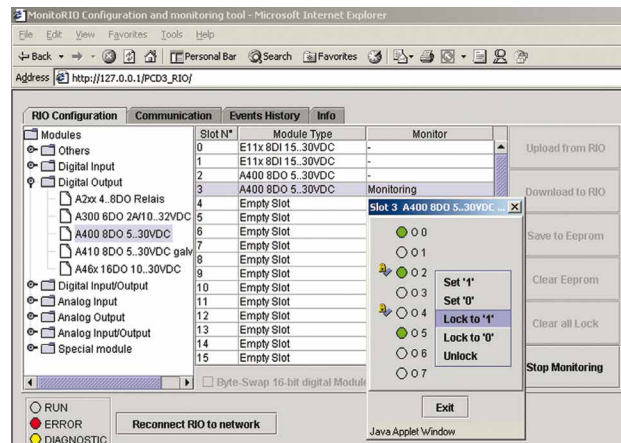 MonitoRIO Configuration and monitoring tool - Microsoft Internet Explorer
File Edit View Favorites Tools Help
Back Personal Bar Search Favorites
Address http://127.0.0.1/PCD3_RIO/
RIO Configuration Communication Events History Info
Modules
Others
Digital Input
Digital Output
A2xx 4..8DO Relais
A300 6DO 2A/10..32VDC
A400 8DO 5..30VDC
A410 8DO 5..30VDC galv
A46x 16DO 10..30VDC
Digital Input/Output
Analog Input
Analog Output
Analog Input/Output
Special module
Slot N° Module Type Monitor
0 E11x 8DI 15..30VDC -
1 E11x 8DI 15..30VDC -
2 A400 8DO 5..30VDC -
3 A400 8DO 5..30VDC Monitoring
4 Empty Slot
5 Empty Slot
6 Empty Slot
7 Empty Slot
8 Empty Slot
9 Empty Slot
10 Empty Slot
11 Empty Slot
12 Empty Slot
13 Empty Slot
14 Empty Slot
15 Empty Slot
Byte-Swap 16-bit digital Module
Slot 3 A400 8DO 5..30VDC ...
O 0
O 1
O 2
O 3
O 4
O 5
O 6
O 7
Set '1'
Set '0'
Lock to '1'
Lock to '0'
Unlock
Exit
Java Applet Window
Upload from RIO
Download to RIO
Save to Eeprom
Clear Eeprom
Clear all Lock
Stop Monitoring
RUN
ERROR
DIAGNOSTIC
Reconnect RIO to network